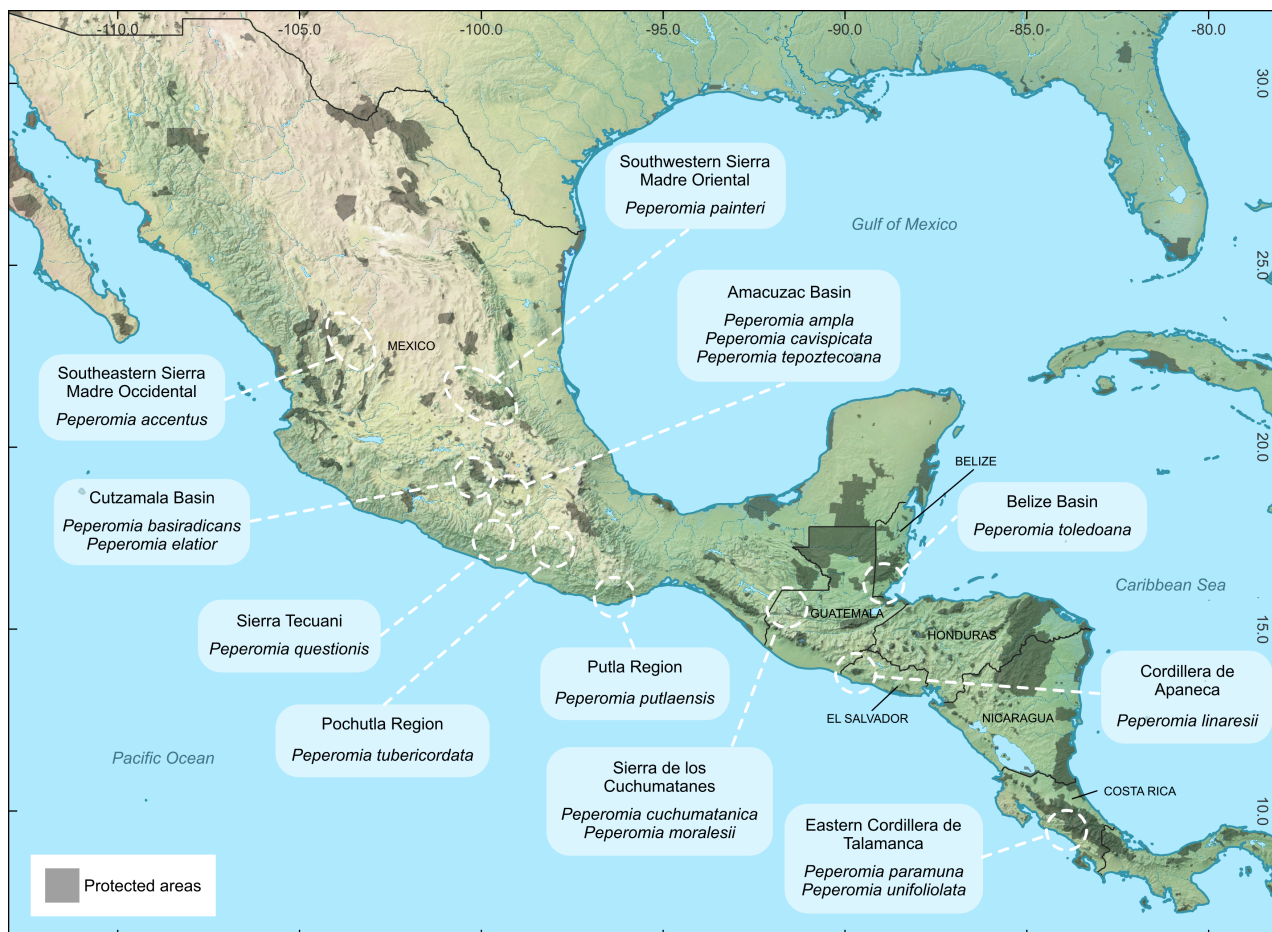 -110.0
-105.0
-100.0
-95.0
-90.0
-85.0
-80.0
30.0
25.0
20.0
15.0
10.0
Southwestern Sierra
Madre Oriental
Peperomia painteri
Gulf of Mexico
Amacuzac Basin
Peperomia ampla
Peperomia cavispicata
Peperomia tepoztecoana
MEXICO
Southeastern Sierra
Madre Occidental
Peperomia accentus
BELIZE
Cutzamala Basin
Peperomia basiradicans
Peperomia elatior
Belize Basin
Peperomia toledoana
Caribbean Sea
Sierra Tecuani
Peperomia questionis
GUATEMALA
HONDURAS
Putla Region
Peperomia putlaensis
Cordillera de
Apaneca
Peperomia linaresii
Pochutla Region
Peperomia tubericordata
EL SALVADOR
NICARAGUA
Pacific Ocean
Sierra de los
Cuchumatanes
Peperomia cuchumatanica
Peperomia moralesii
COSTA RICA
Eastern Cordillera de
Talamanca
Peperomia paramuna
Peperomia unifoliolata
Protected areas